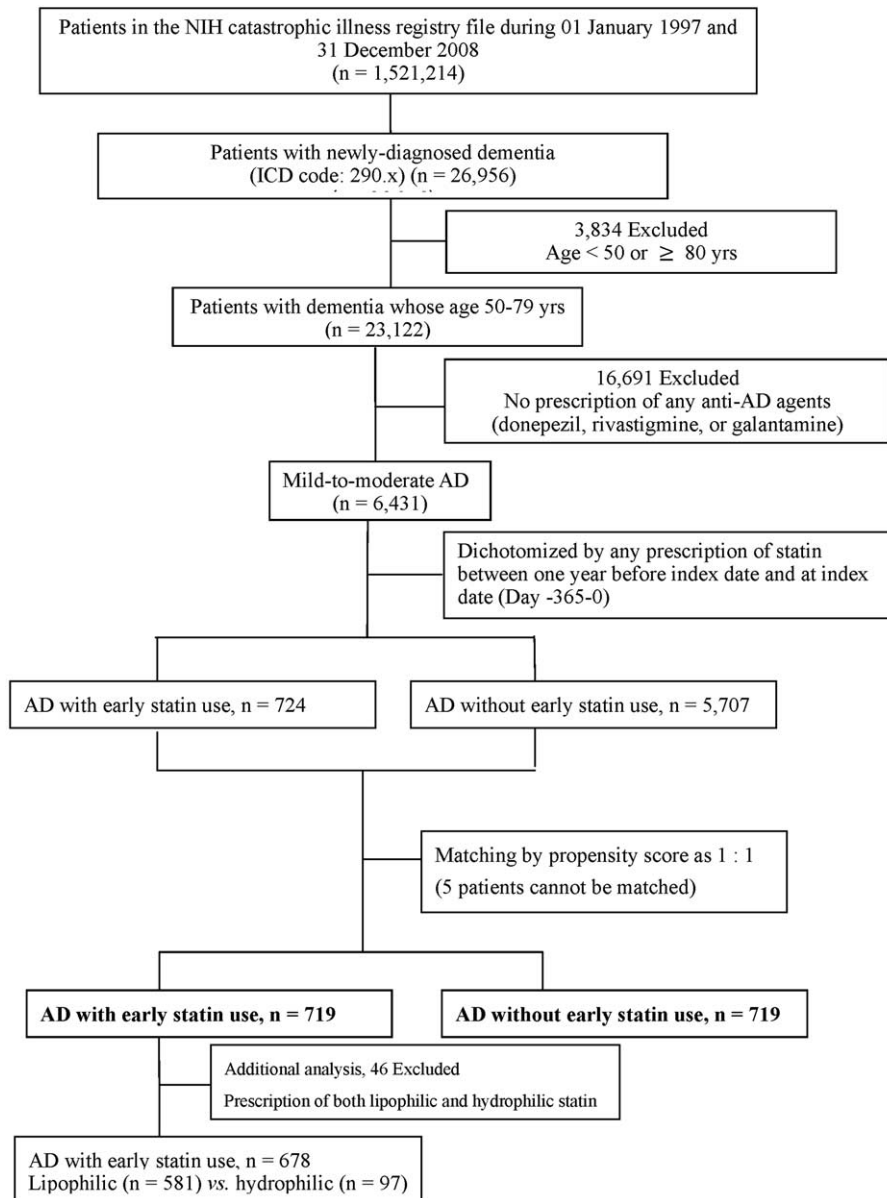 Patients in the NIH catastrophic illness registry file during 01 January 1997 and
31 December 2008
(n = 1,521,214)
Patients with newly-diagnosed dementia
(ICD code: 290.x) (n = 26,956)
3,834 Excluded
Age < 50 or ≥ 80 yrs
Patients with dementia whose age 50-79 yrs
(n = 23,122)
16,691 Excluded
No prescription of any anti-AD agents
(donepezil, rivastigmine, or galantamine)
Mild-to-moderate AD
(n = 6,431)
Dichotomized by any prescription of statin
between one year before index date and at index
date (Day -365-0)
AD with early statin use, n = 724
AD without early statin use, n = 5,707
Matching by propensity score as 1 : 1
(5 patients cannot be matched)
AD with early statin use, n = 719
AD without early statin use, n = 719
Additional analysis, 46 Excluded
Prescription of both lipophilic and hydrophilic statin
AD with early statin use, n = 678
Lipophilic (n = 581) vs. hydrophilic (n = 97)